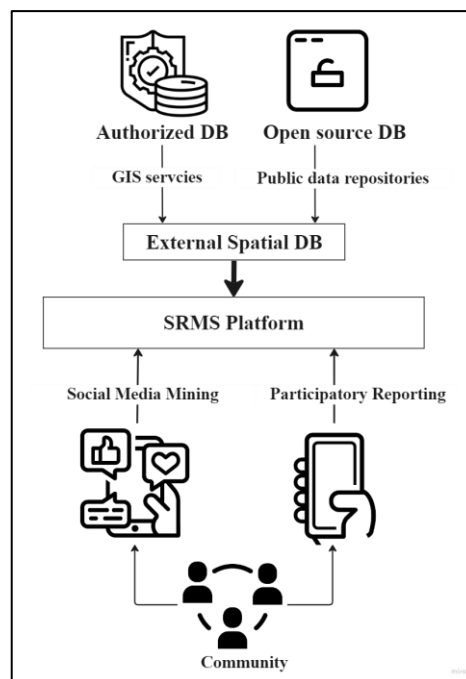 Authorized DB
Open source DB
GIS servcies
Public data repositories
External Spatial DB
SRMS Platform
Social Media Mining
Participatory Reporting
Community